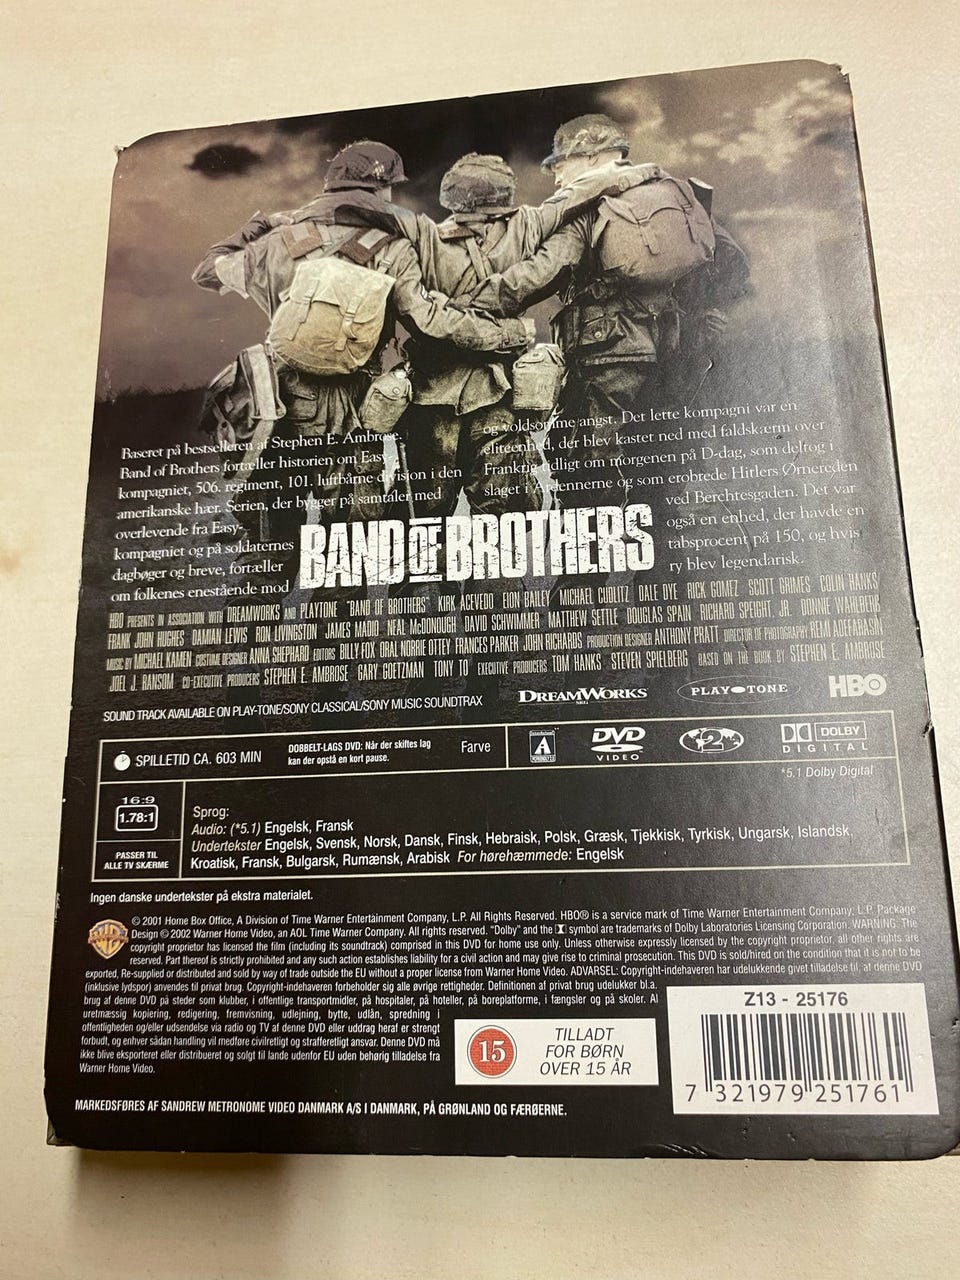 Baseret på bestselleren af Stephen E. Ambrose.
Band of Brothers fortæller historien om Easy-
kompagniet, 506. regiment, 101. luftbårne division i den
amerikanske hær. Serien, der bygger på samtaler med
overlevende fra Easy-
kompagniet og på soldaternes
dagbøger og breve, fortæller
om folkenes enestående mod
og voldsomme angst. Det lette kompagni var en
eliteenhed, der blev kastet ned med faldskærm over
Frankrig tidligt om morgenen på D-dag, som deltog i
slaget i Ardennerne og som erobrede Hitlers Ørnereden
ved Berchtesgaden. Det var
også en enhed, der havde en
tabsprocent på 150, og hvis
ry blev legendarisk.
BAND OF BROTHERS
HBO PRESENTS IN ASSOCIATION WITH DREAMWORKS AND PLAYTONE "BAND OF BROTHERS" KIRK ACEVEDO EION BAILEY MICHAEL CUDLITZ DALE DYE RICK GOMEZ SCOTT GRIMES COLIN HANKS
FRANK JOHN HUGHES DAMIAN LEWIS RON LIVINGSTON JAMES MADIO NEAL McDONOUGH DAVID SCHWIMMER MATTHEW SETTLE DOUGLAS SPAIN RICHARD SPEIGHT, JR. DONNIE WAHLBERG
MUSIC BY MICHAEL KAMEN COSTUME DESIGNER ANNA SHEPHARD EDITORS BILLY FOX ORAL NORRIE OTTEY FRANCES PARKER JOHN RICHARDS PRODUCTION DESIGNER ANTHONY PRATT DIRECTOR OF PHOTOGRAPHY REMI ADEFARASIN
JOEL J. RANSOM CO-EXECUTIVE PRODUCERS STEPHEN E. AMBROSE GARY GOETZMAN TONY TO EXECUTIVE PRODUCERS TOM HANKS STEVEN SPIELBERG BASED ON THE BOOK BY STEPHEN E. AMBROSE
SOUND TRACK AVAILABLE ON PLAY-TONE/SONY CLASSICAL/SONY MUSIC SOUNDTRAX
DREAMWORKS
PLAY-TONE
HBO
SPILLETID CA. 603 MIN
DOBBELT-LAGS DVD: Når der skiftes lag
kan der opstå en kort pause.
Farve
A
DVD
VIDEO
2
DOLBY
DIGITAL
*5.1 Dolby Digital
16:9
1.78:1
PASSER TIL
ALLE TV SKÆRME
Sprog:
Audio: (*5.1) Engelsk, Fransk
Undertekster Engelsk, Svensk, Norsk, Dansk, Finsk, Hebraisk, Polsk, Græsk, Tjekkisk, Tyrkisk, Ungarsk, Islandsk,
Kroatisk, Fransk, Bulgarsk, Rumænsk, Arabisk For hørehæmmede: Engelsk
Ingen danske undertekster på ekstra materialet.
WB
© 2001 Home Box Office, A Division of Time Warner Entertainment Company, L.P. All Rights Reserved. HBO® is a service mark of Time Warner Entertainment Company, L.P. Package
Design © 2002 Warner Home Video, an AOL Time Warner Company. All rights reserved. "Dolby" and the symbol are trademarks of Dolby Laboratories Licensing Corporation. WARNING: The
copyright proprietor has licensed the film (including its soundtrack) comprised in this DVD for home use only. Unless otherwise expressly licensed by the copyright proprietor, all other rights are
reserved. Part thereof is strictly prohibited and any such action establishes liability for a civil action and may give rise to criminal prosecution. This DVD is sold/hired on the condition that it is not to be
exported, Re-supplied or distributed and sold by way of trade outside the EU without a proper license from Warner Home Video. ADVARSEL: Copyright-indehaveren har udelukkende givet tilladelse til, at denne DVD
(inklusive lydspor) anvendes til privat brug. Copyright-indehaveren forbeholder sig alle øvrige rettigheder. Definitionen af privat brug udelukker bl.a.
brug af denne DVD på steder som klubber, i offentlige transportmidler, på hospitaler, på hoteller, på boreplatforme, i fængsler og på skoler. Al
uretmæssig kopiering, redigering, fremvisning, udlejning, bytte, udlån, spredning i
offentligheden og/eller udsendelse via radio og TV af denne DVD eller uddrag heraf er strengt
forbudt, og enhver sådan handling vil medføre civilretligt og strafferetligt ansvar. Denne DVD må
ikke blive eksporteret eller distribueret og solgt til lande udenfor EU uden behørig tilladelse fra
Warner Home Video.
15
TILLADT
FOR BØRN
OVER 15 ÅR
Z13 - 25176
7 321979 251761
MARKEDSFØRES AF SANDREW METRONOME VIDEO DANMARK A/S I DANMARK, PÅ GRØNLAND OG FÆRØERNE.